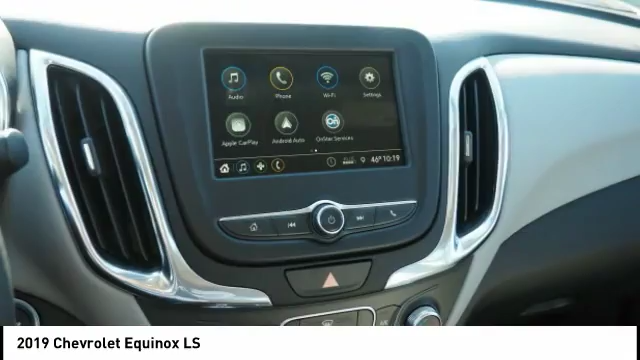 Audio Phone Wi-Fi Settings
Apple CarPlay Android Auto OnStar Services
46° 10:19
2019 Chevrolet Equinox LS